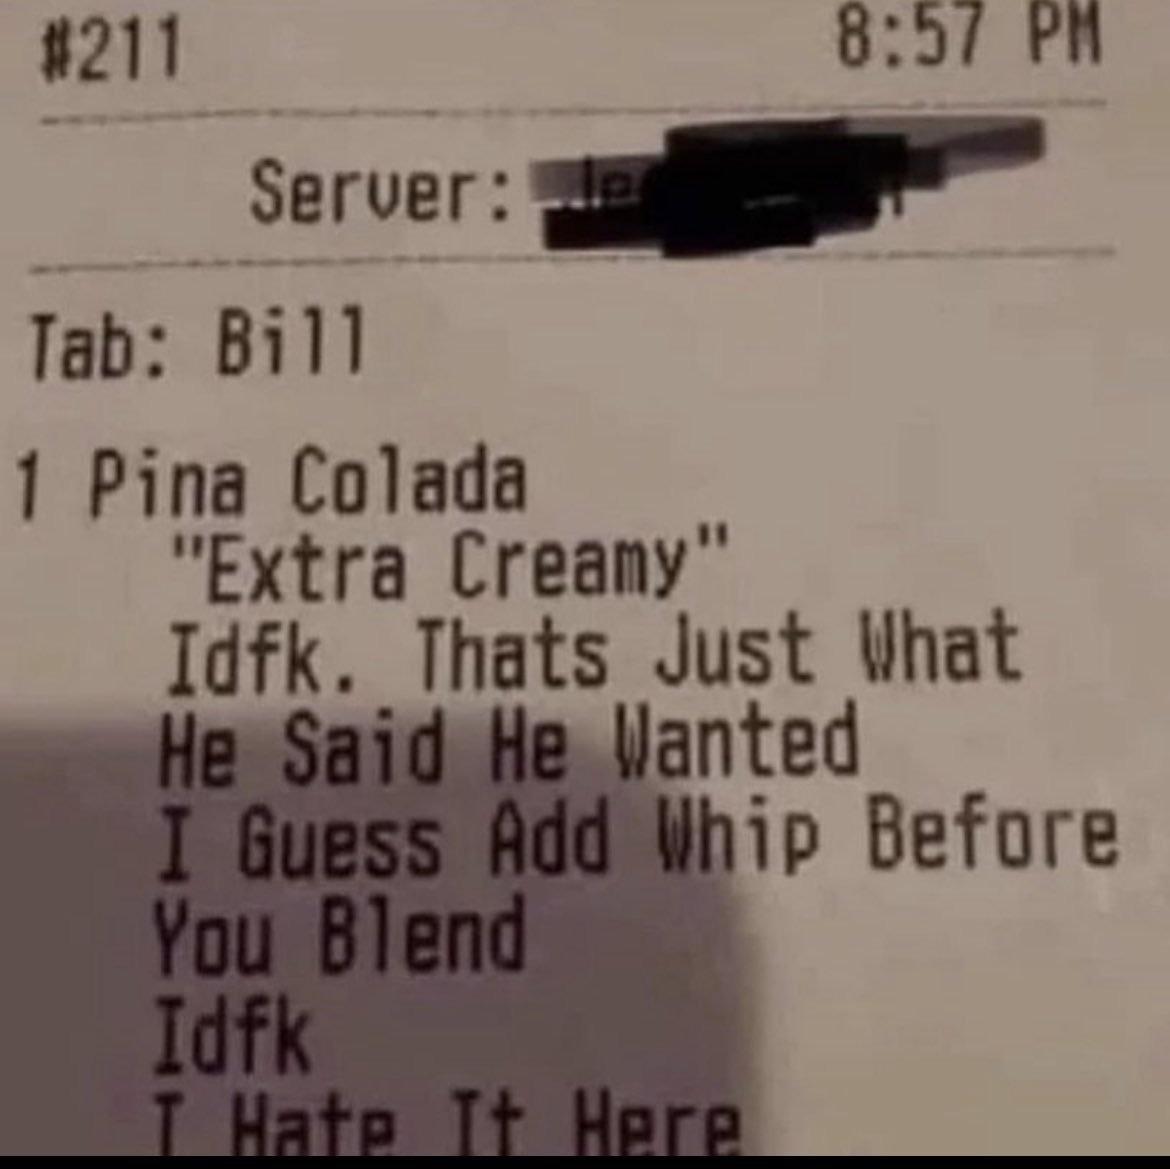 #211 8:57 PM
Server:
Tab: Bill
1 Pina Colada
"Extra Creamy"
Idfk. Thats Just What
He Said He Wanted
I Guess Add Whip Before
You Blend
Idfk
I Hate It Here